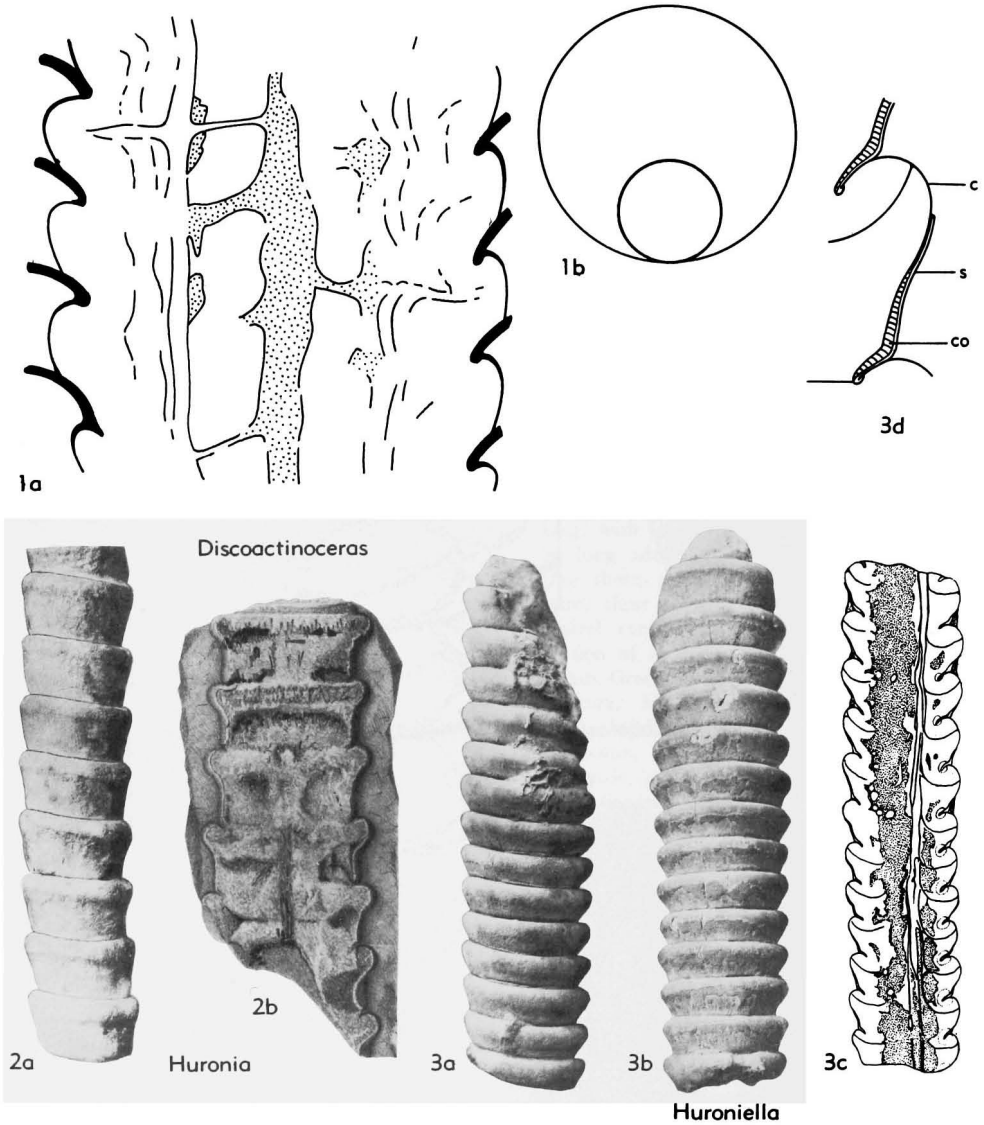 1a
1b
c
s
co
3d
Discoactinoceras
2a
2b
Huronia
3a
3b
3c
Huroniella